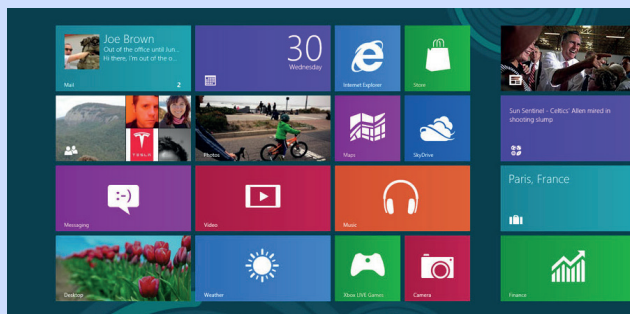 Joe Brown
Out of the office until Jun...
Hi there, I'm out of the o...
Mail
2
30
Wednesday
Internet Explorer
Store
TESLA
Photos
Maps
SkyDrive
Sun Sentinel - Celtics' Allen mired in
shooting slump
Messaging
Video
Music
Paris, France
Desktop
Weather
Xbox LIVE Games
Camera
Finance